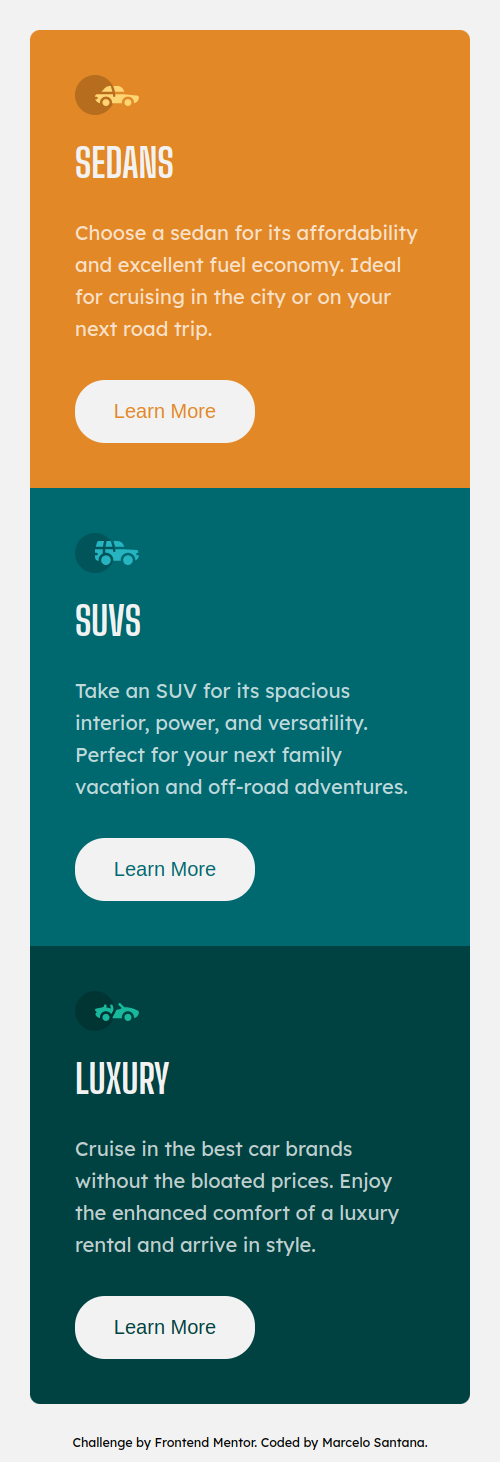 SEDANS
Choose a sedan for its affordability
and excellent fuel economy. Ideal
for cruising in the city or on your
next road trip.
Learn More
SUVS
Take an SUV for its spacious
interior, power, and versatility.
Perfect for your next family
vacation and off-road adventures.
Learn More
LUXURY
Cruise in the best car brands
without the bloated prices. Enjoy
the enhanced comfort of a luxury
rental and arrive in style.
Learn More
Challenge by Frontend Mentor. Coded by Marcelo Santana.